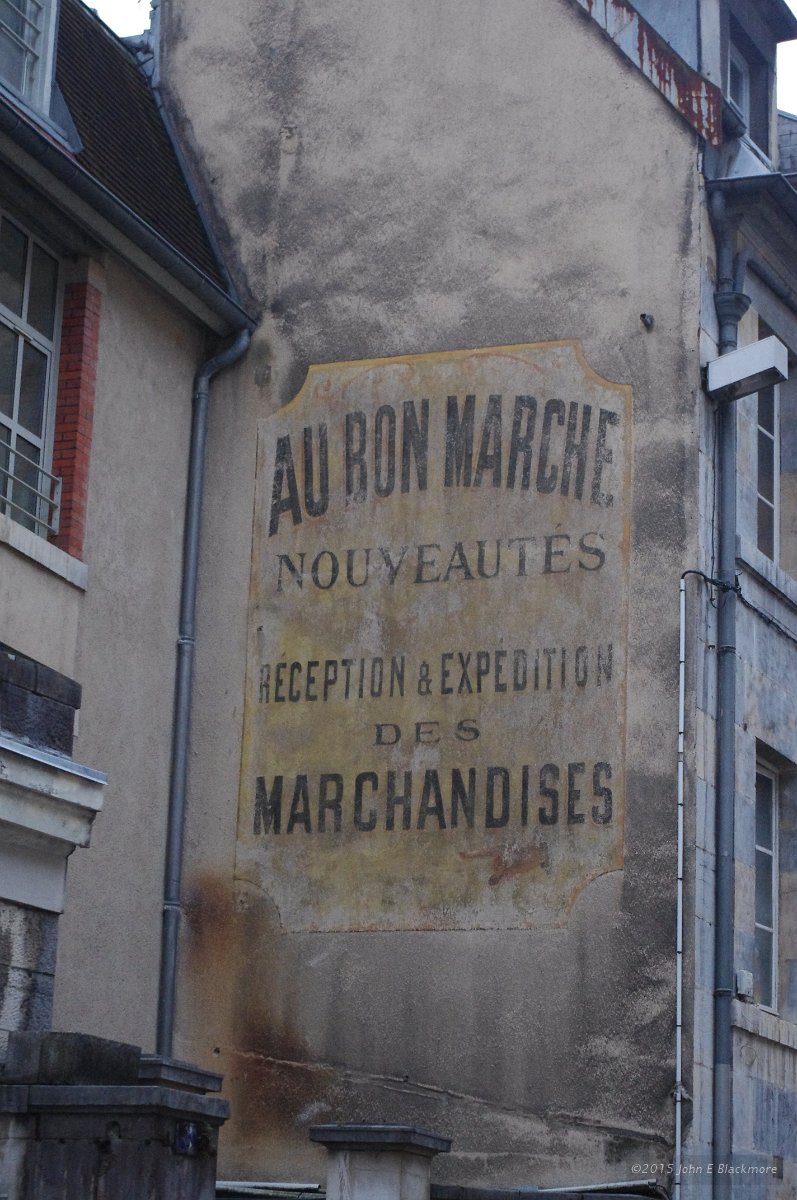 AU BON MARCHE
NOUVEAUTÉS
RÉCEPTION & EXPÉDITION
DES
MARCHANDISES
©2015 John E Blackmore